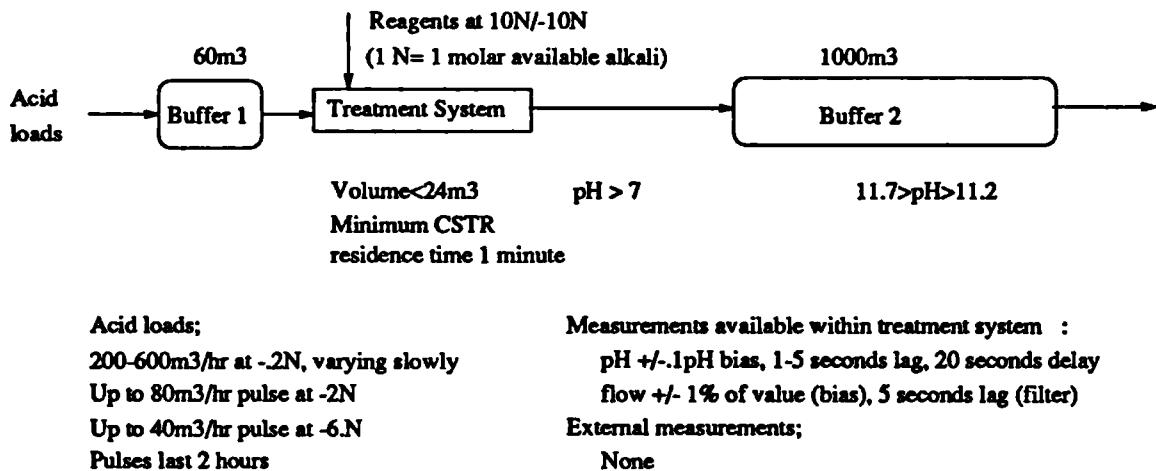 Reagents at 10N/-10N
(1 N= 1 molar available alkali)
60m3
1000m3
Acid
loads
Buffer 1
Treatment System
Buffer 2
Volume<24m3
pH > 7
11.7>pH>11.2
Minimum CSTR
residence time 1 minute
Acid loads;
200-600m3/hr at -.2N, varying slowly
Up to 80m3/hr pulse at -2N
Up to 40m3/hr pulse at -6.N
Pulses last 2 hours
Measurements available within treatment system :
pH +/-.1pH bias, 1-5 seconds lag, 20 seconds delay
flow +/- 1% of value (bias), 5 seconds lag (filter)
External measurements;
None